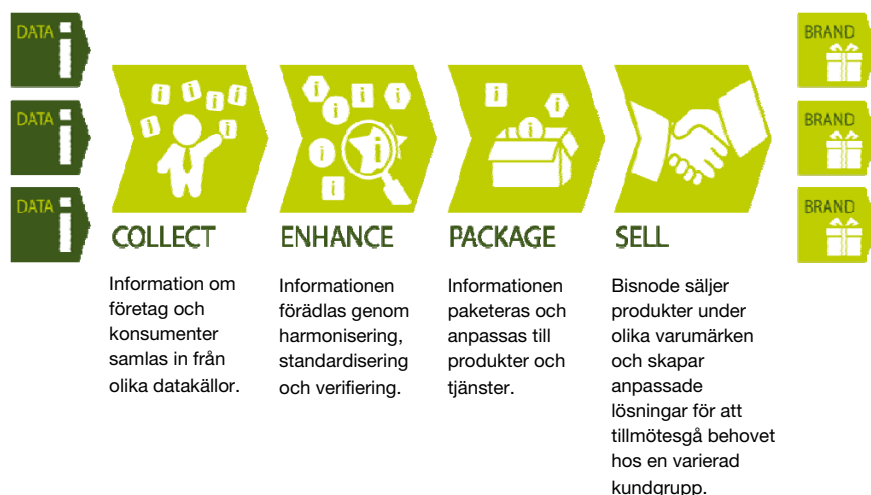 DATA
DATA
DATA
COLLECT
Information om
företag och
konsumenter
samlas in från
olika datakällor.
ENHANCE
Informationen
förädlas genom
harmonisering,
standardisering
och verifiering.
PACKAGE
Informationen
paketeras och
anpassas till
produkter och
tjänster.
SELL
Bisnode säljer
produkter under
olika varumärken
och skapar
anpassade
lösningar för att
tillmötesgå behovet
hos en varierad
kundgrupp.
BRAND
BRAND
BRAND